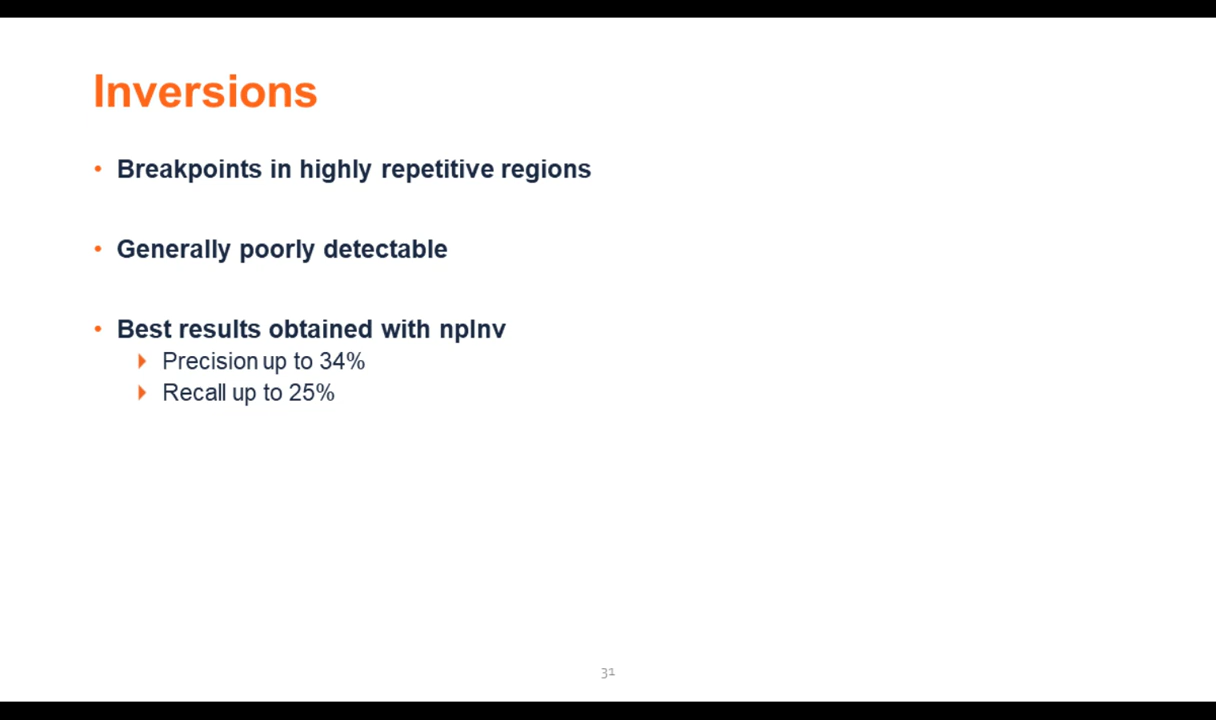 Inversions
• Breakpoints in highly repetitive regions
• Generally poorly detectable
• Best results obtained with npInv
Precision up to 34%
Recall up to 25%
31